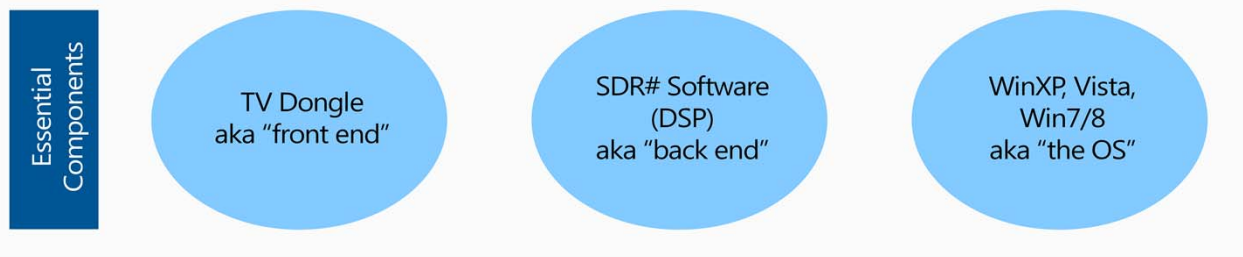 Essential
Components
TV Dongle
aka “front end”
SDR# Software
(DSP)
aka “back end”
WinXP, Vista,
Win7/8
aka “the OS”